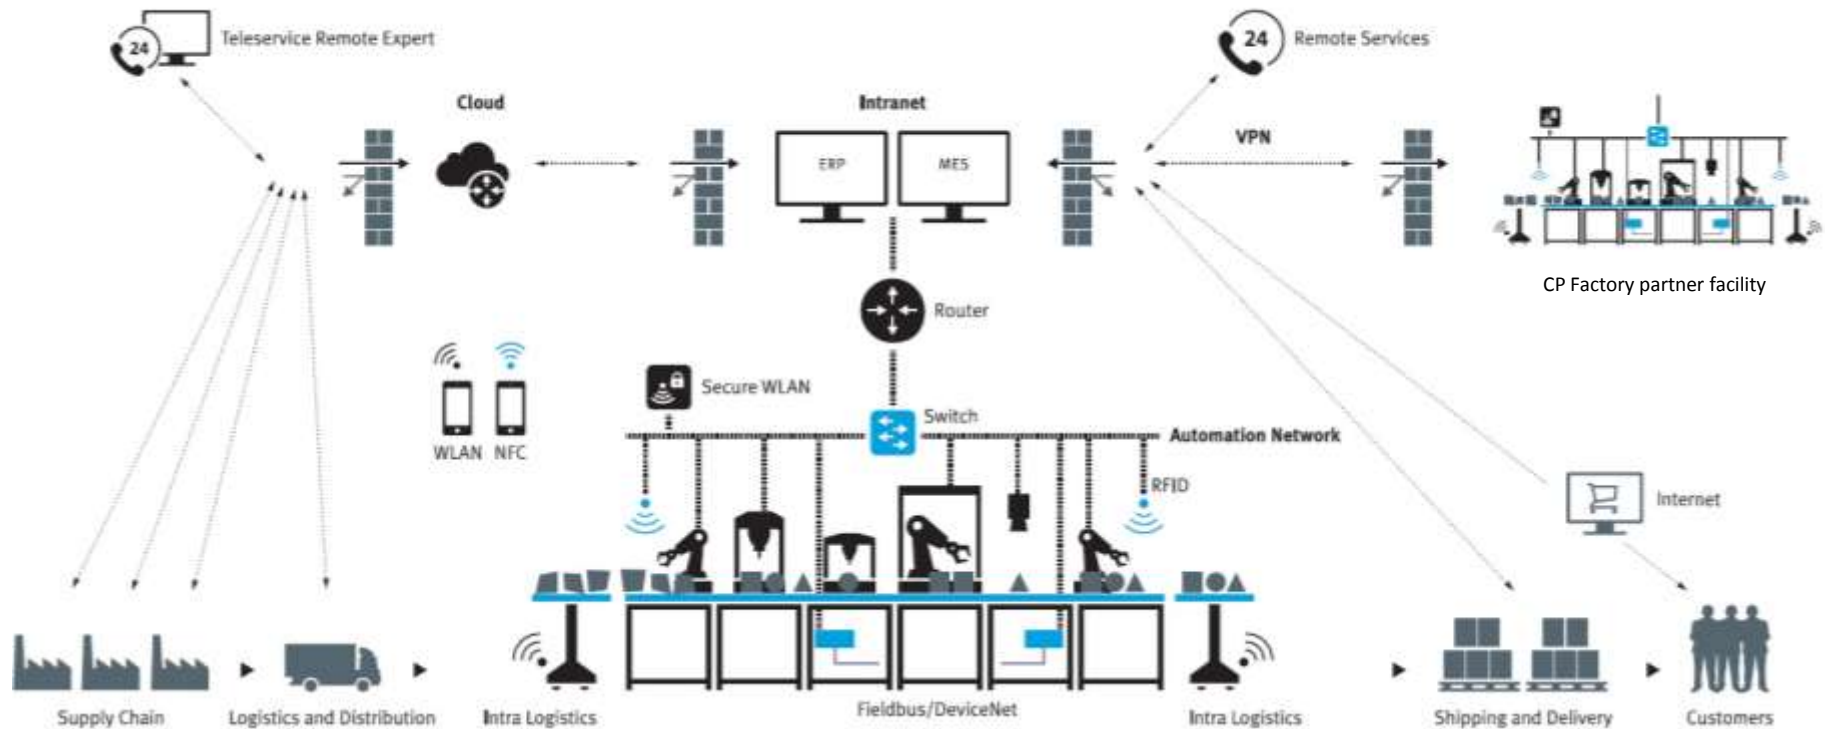 24
Teleservice Remote Expert
24
Remote Services
Cloud
Intranet
VPN
ERP
MES
CP Factory partner facility
Router
Secure WLAN
Switch
WLAN
NFC
Automation Network
RFID
Internet
Supply Chain
Logistics and Distribution
Intra Logistics
Fieldbus/DeviceNet
Intra Logistics
Shipping and Delivery
Customers